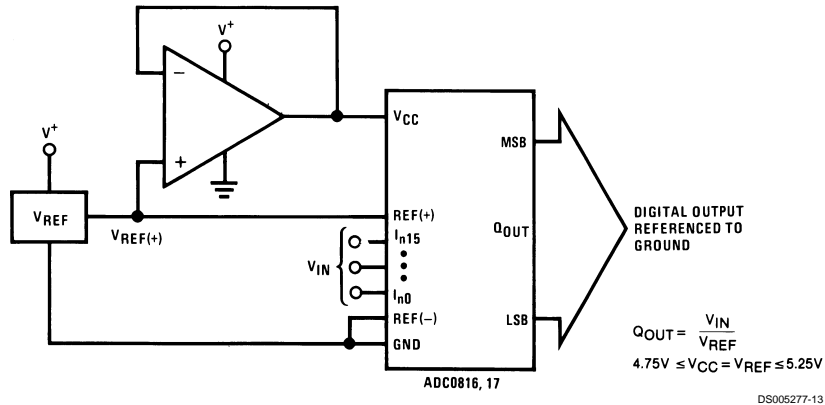 V+
−
V+
+
VCC
MSB
VREF
VREF(+)
REF(+)
In15
VIN
In0
REF(−)
GND
QOUT
LSB
DIGITAL OUTPUT
REFERENCED TO
GROUND
QOUT = VIN / VREF
4.75V ≤ VCC = VREF ≤ 5.25V
ADC0816, 17
DS005277-13